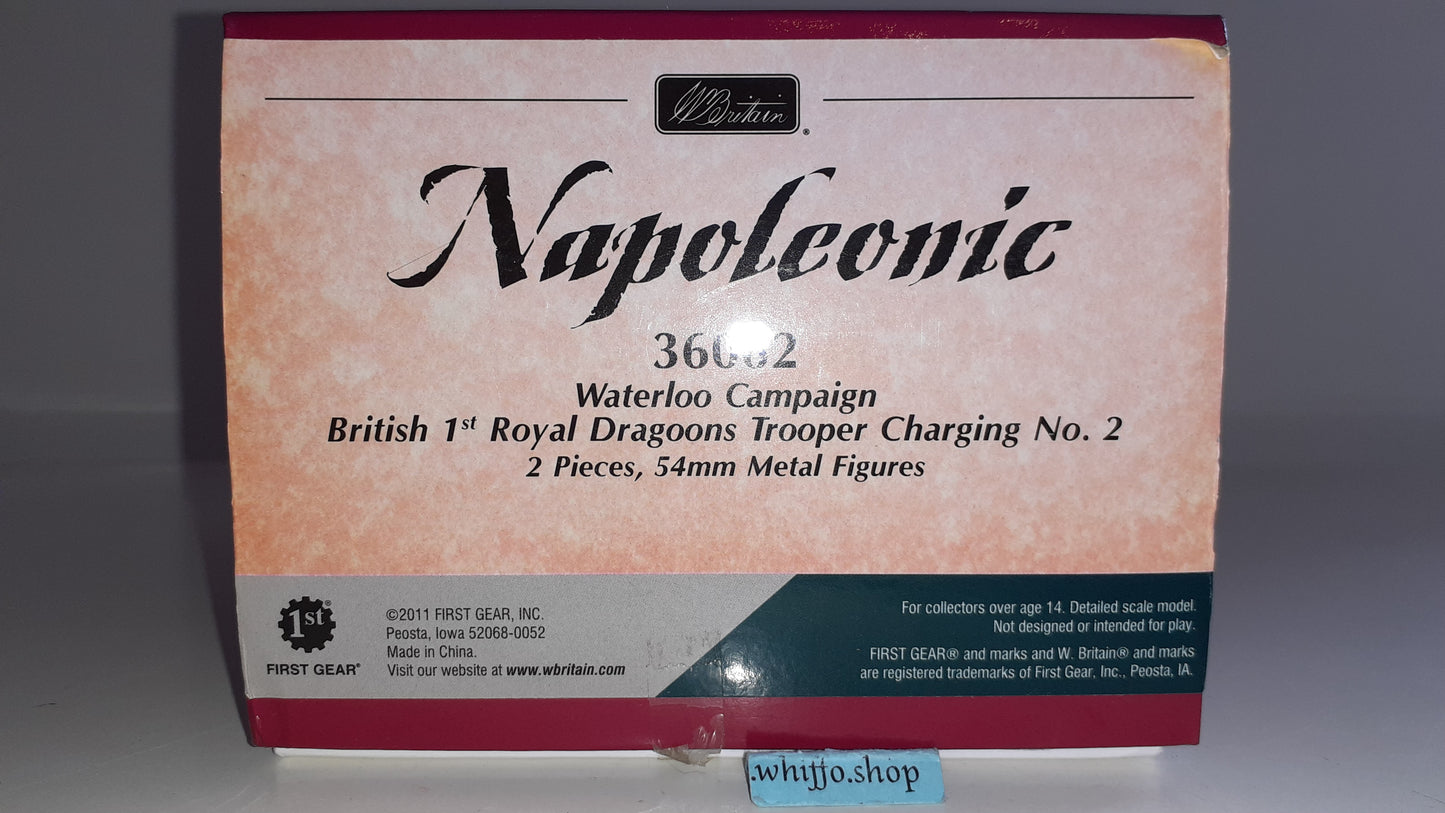 W Britain ®
Napoleonic
36062
Waterloo Campaign
British 1st Royal Dragoons Trooper Charging No. 2
2 Pieces, 54mm Metal Figures
1st ®
FIRST GEAR®
©2011 FIRST GEAR, INC.
Peosta, Iowa 52068-0052
Made in China.
Visit our website at www.wbritain.com
For collectors over age 14. Detailed scale model.
Not designed or intended for play.
FIRST GEAR® and marks and W. Britain® and marks
are registered trademarks of First Gear, Inc., Peosta, IA.
.whiffo.shop